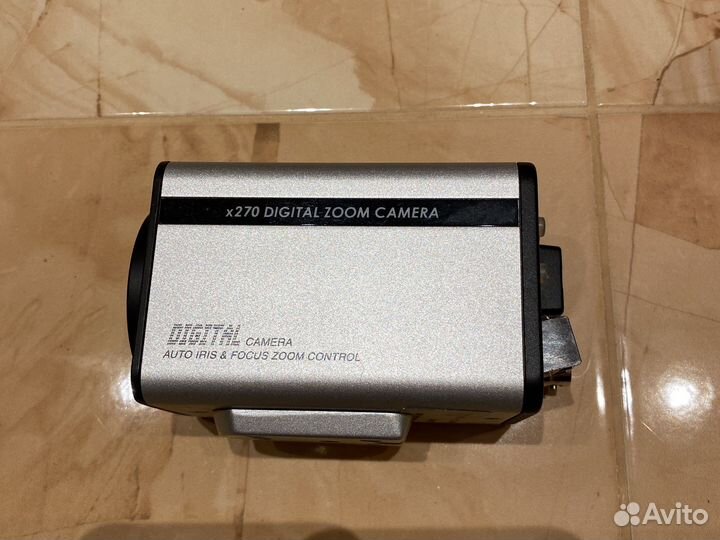 x270 DIGITAL ZOOM CAMERA
DIGITAL CAMERA
AUTO IRIS & FOCUS ZOOM CONTROL
Avito